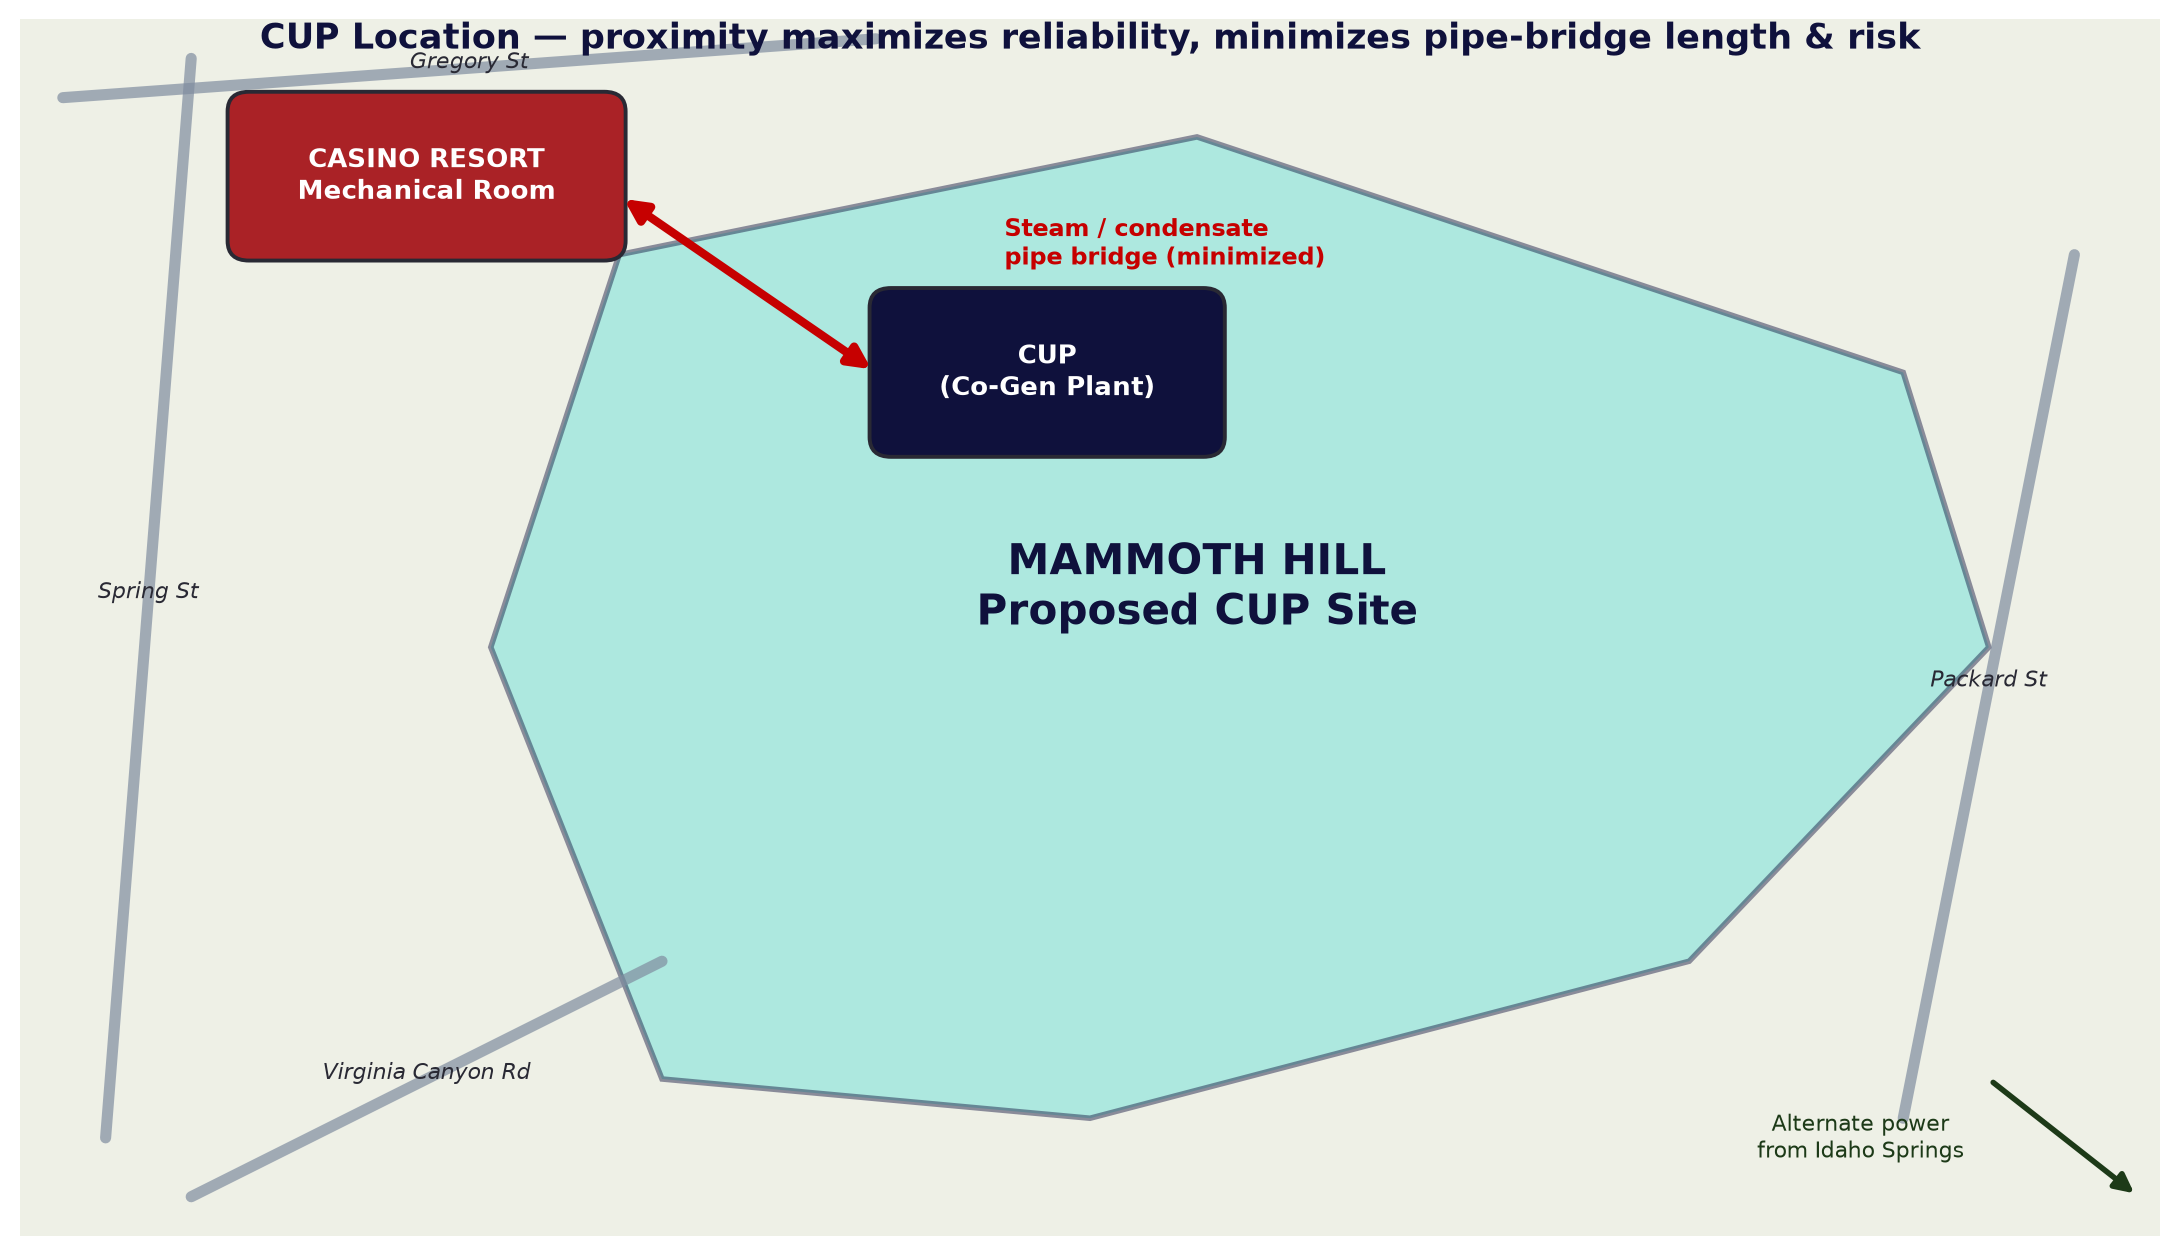 CUP Location — proximity maximizes reliability, minimizes pipe-bridge length & risk
Gregory St
CASINO RESORT
Mechanical Room
Steam / condensate
pipe bridge (minimized)
CUP
(Co-Gen Plant)
MAMMOTH HILL
Proposed CUP Site
Spring St
Packard St
Virginia Canyon Rd
Alternate power
from Idaho Springs